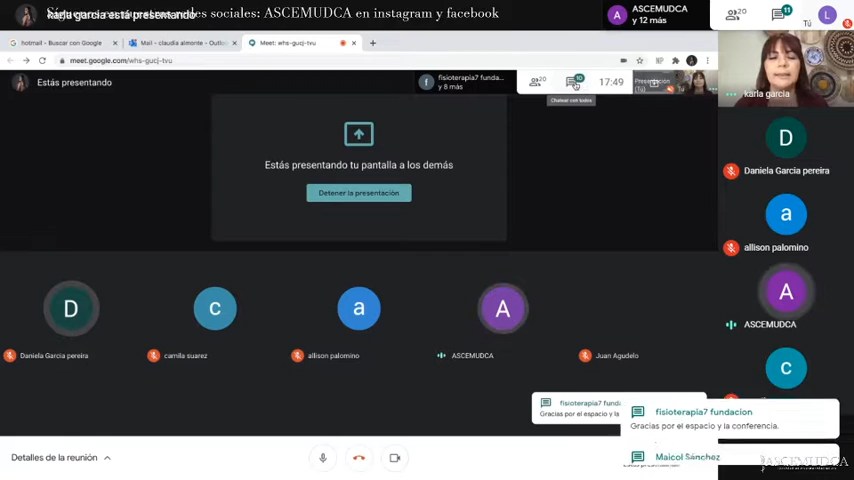 Síguenos en nuestras redes sociales: ASCEMUDCA en instagram y facebook
karla garcia está presentando
ASCEMUDCA
y 12 más
20
11
Tú
L
hotmail - Buscar con Google
Mail - claudia almonte - Outloo
Meet: whs-gucj-tvu
meet.google.com/whs-gucj-tvu
Estás presentando
f
fisioterapia7 funda...
y 8 más
20
10
17:49
Presentación
(Tú)
Tú
Chatear con todos
karla garcia
Estás presentando tu pantalla a los demás
Detener la presentación
D
Daniela Garcia pereira
a
allison palomino
A
ASCEMUDCA
c
D
Daniela Garcia pereira
c
camila suarez
a
allison palomino
A
ASCEMUDCA
Juan Agudelo
fisioterapia7 funda
Gracias por el espacio y la
fisioterapia7 fundacion
Gracias por el espacio y la conferencia.
Maicol Sánchez
ASCEMUDCA
Detalles de la reunión